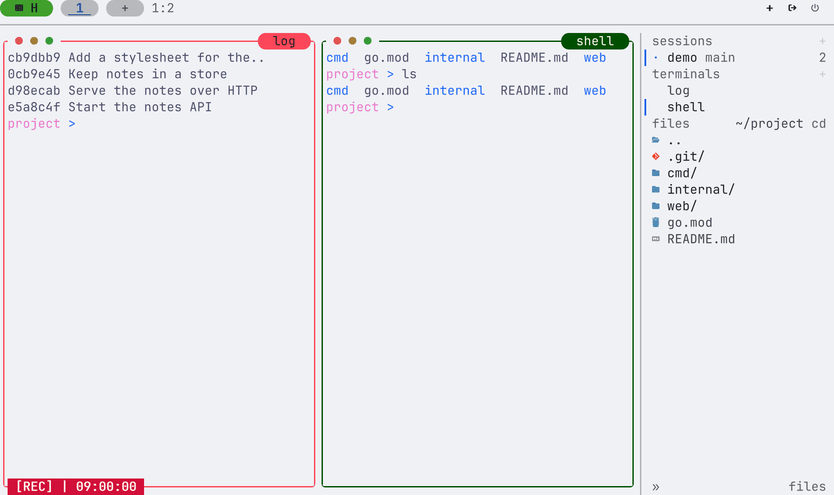 H 1 + 1:2 +
log
cb9dbb9 Add a stylesheet for the..
0cb9e45 Keep notes in a store
d98ecab Serve the notes over HTTP
e5a8c4f Start the notes API
project >
[REC] | 09:00:00
shell
cmd go.mod internal README.md web
project > ls
cmd go.mod internal README.md web
project >
sessions +
· demo main 2
terminals +
log
shell
files ~/project cd
..
.git/
cmd/
internal/
web/
go.mod
README.md
» files